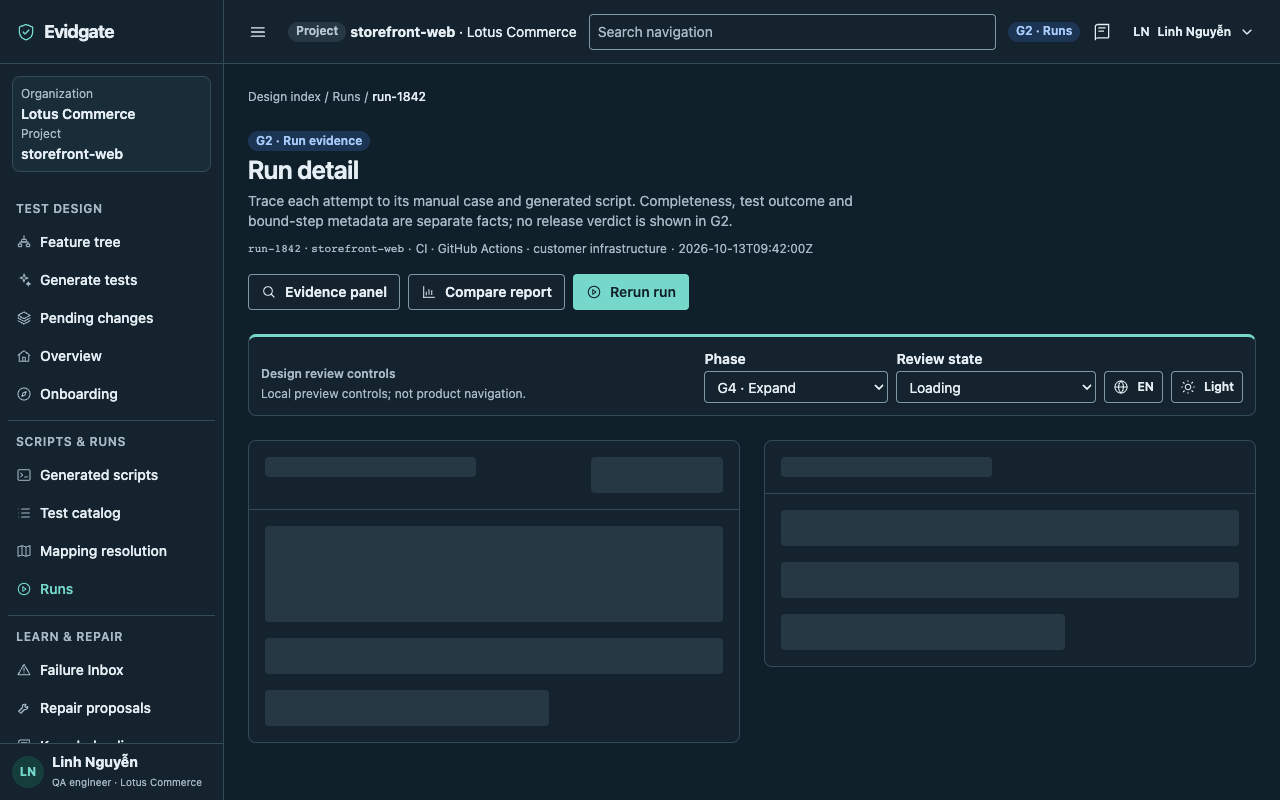 Evidgate
Project storefront-web · Lotus Commerce
Search navigation
G2 · Runs
LN Linh Nguyễn
Organization
Lotus Commerce
Project
storefront-web
TEST DESIGN
Feature tree
Generate tests
Pending changes
Overview
Onboarding
SCRIPTS & RUNS
Generated scripts
Test catalog
Mapping resolution
Runs
LEARN & REPAIR
Failure Inbox
Repair proposals
LN
Linh Nguyễn
QA engineer · Lotus Commerce
Design index / Runs / run-1842
G2 · Run evidence
Run detail
Trace each attempt to its manual case and generated script. Completeness, test outcome and
bound-step metadata are separate facts; no release verdict is shown in G2.
run-1842 · storefront-web · CI · GitHub Actions · customer infrastructure · 2026-10-13T09:42:00Z
Evidence panel
Compare report
Rerun run
Design review controls
Local preview controls; not product navigation.
Phase
G4 · Expand
Review state
Loading
EN
Light